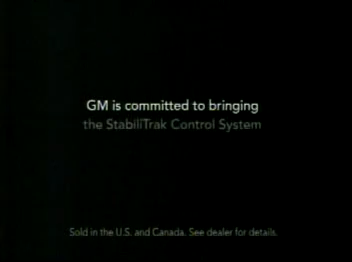 GM is committed to bringing
the StabiliTrak Control System
Sold in the U.S. and Canada. See dealer for details.